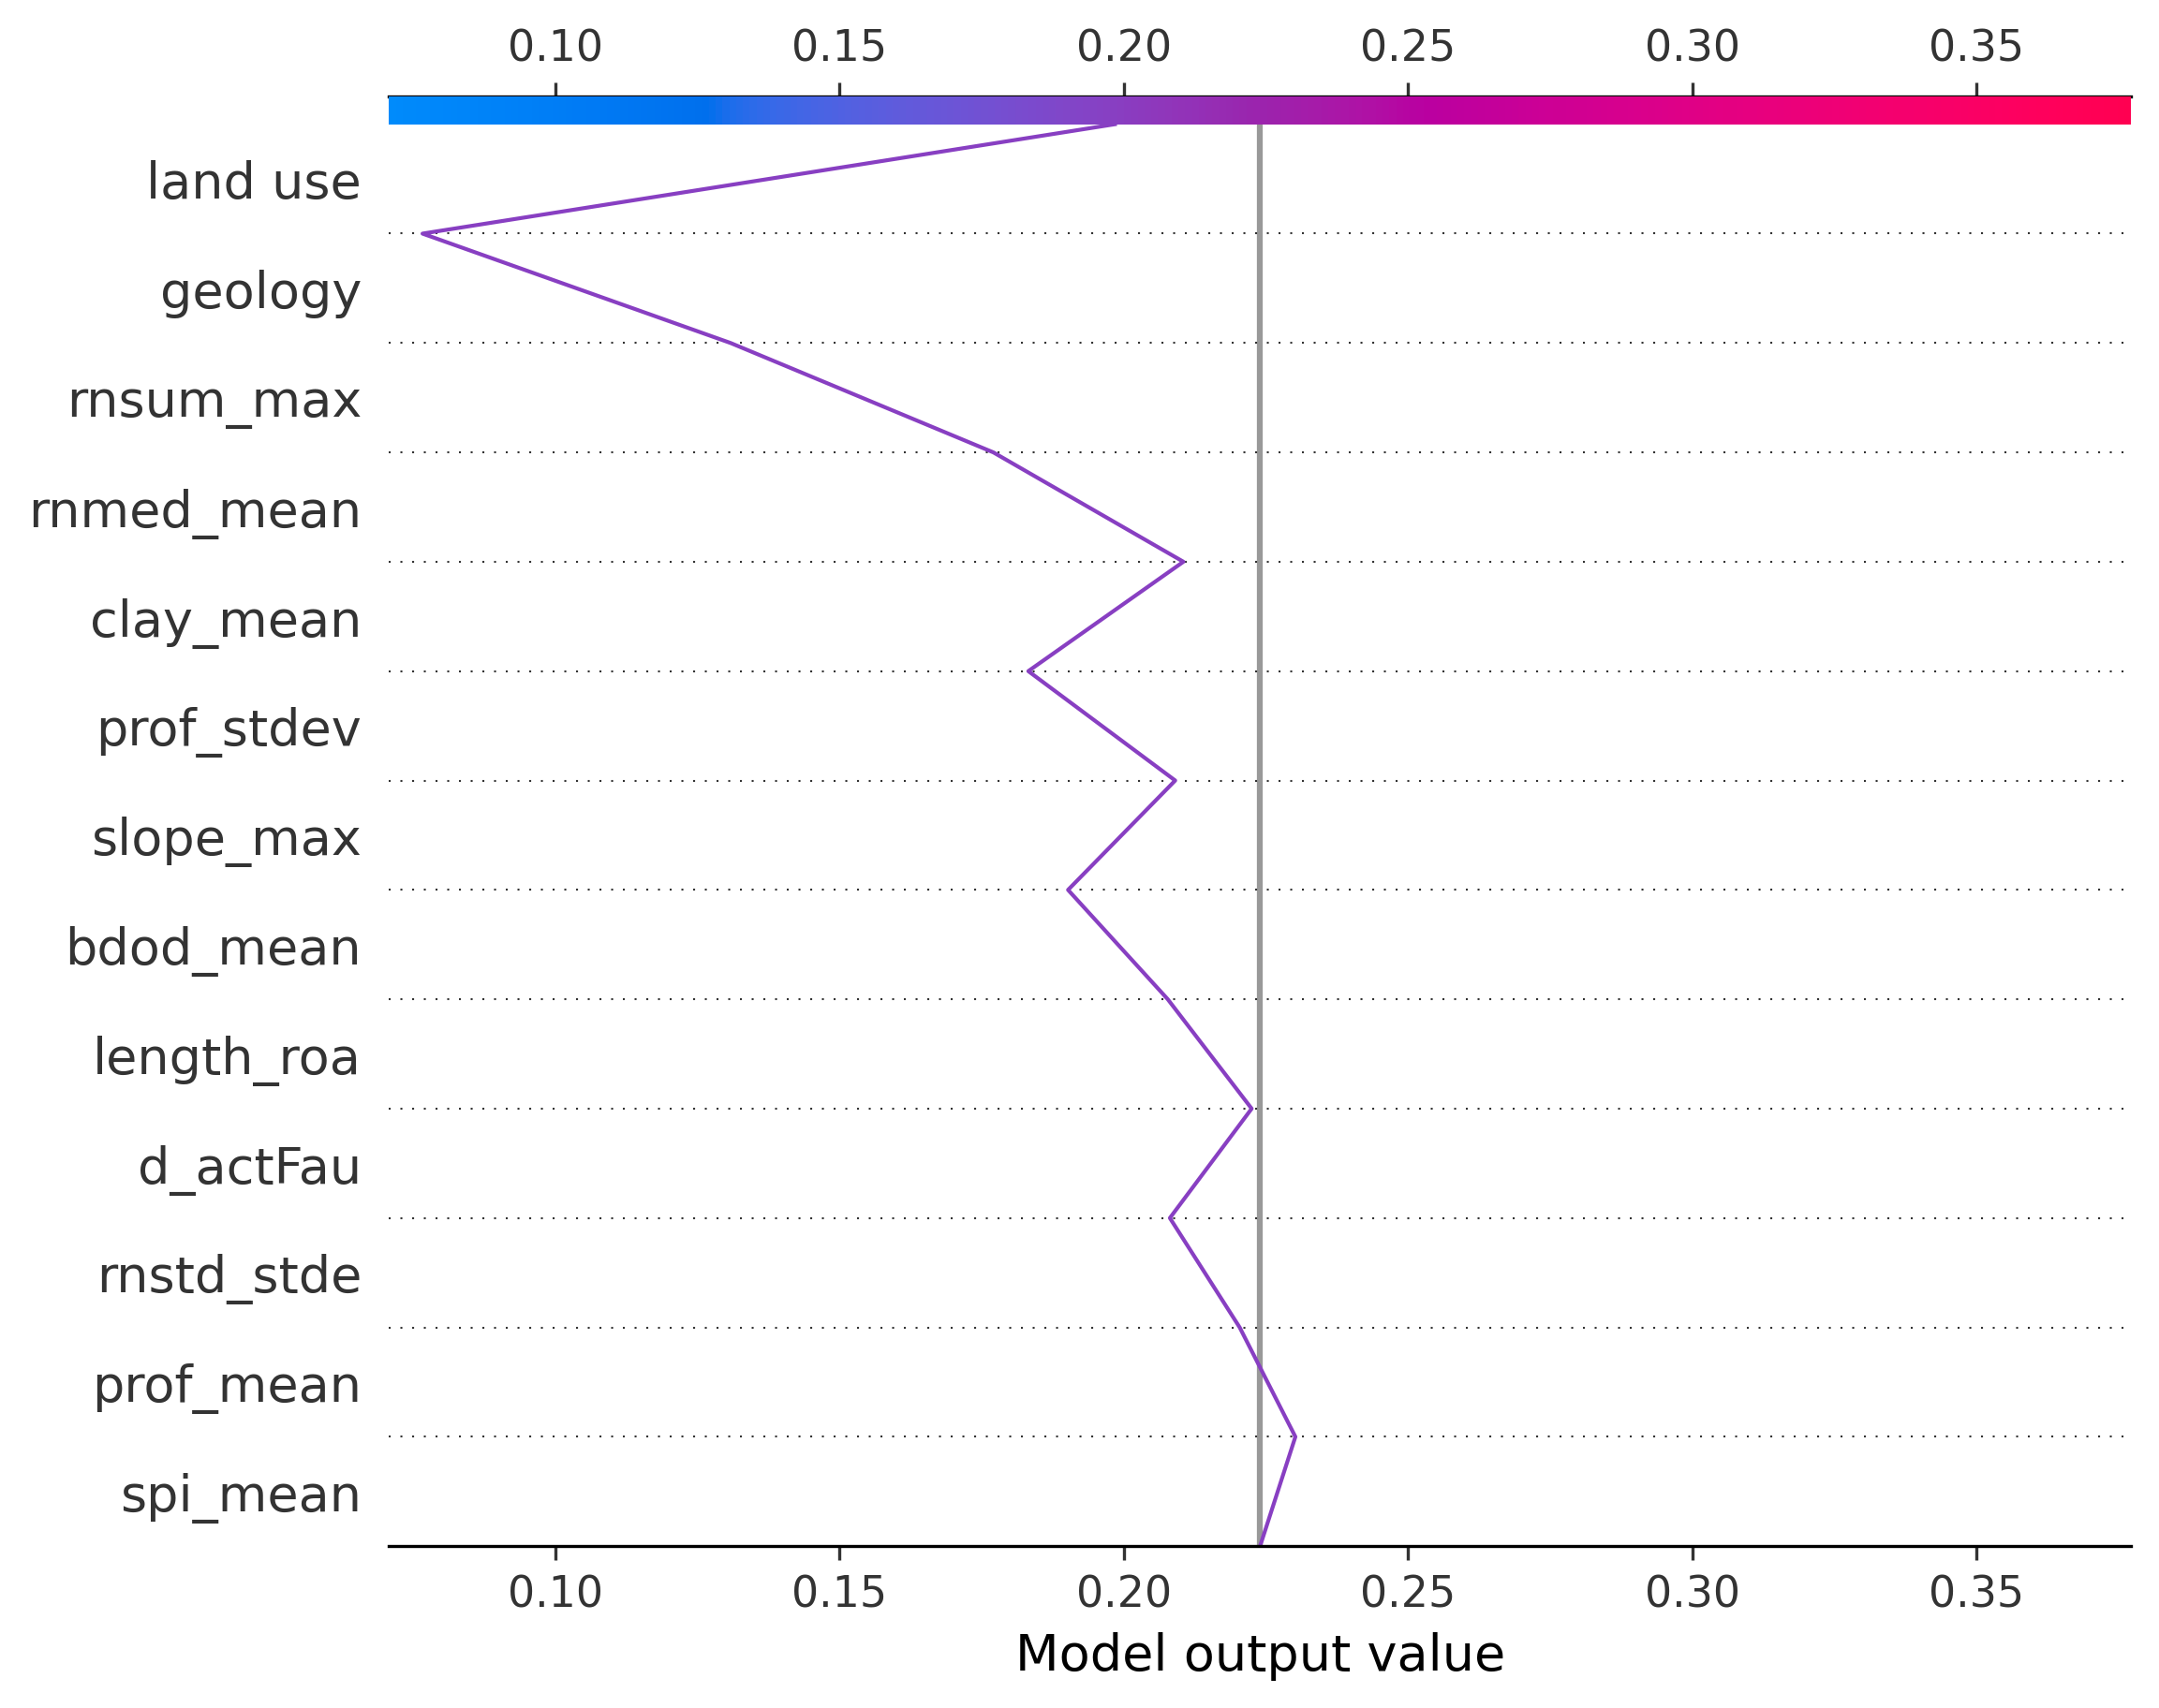 0.10 0.15 0.20 0.25 0.30 0.35
land use
geology
rnsum_max
rnmed_mean
clay_mean
prof_stdev
slope_max
bdod_mean
length_roa
d_actFau
rnstd_stde
prof_mean
spi_mean
0.10 0.15 0.20 0.25 0.30 0.35
Model output value